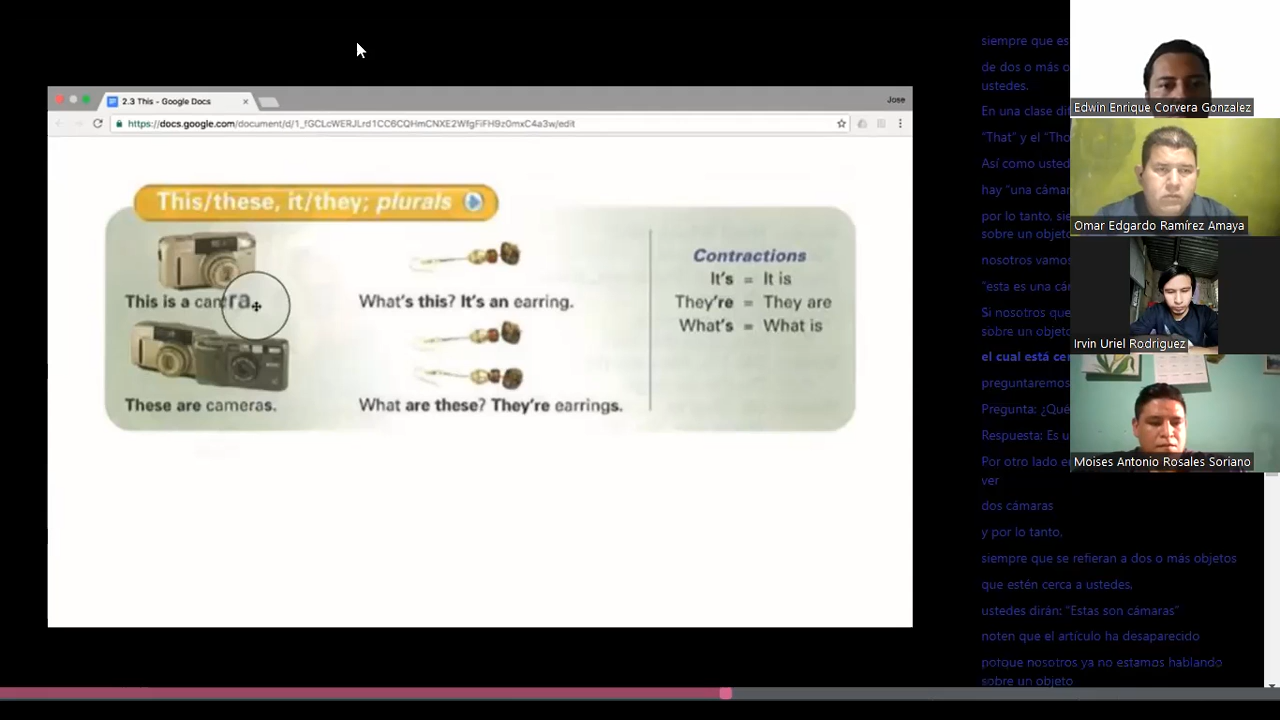 2.3 This - Google Docs
Jose
https://docs.google.com/document/d/1_fGCLcWERJLrd1CC6CQHmCNXE2WfgFiFH9z0mxC4a3w/edit
This/these, it/they; plurals
This is a camera.
What's this? It's an earring.
These are cameras.
What are these? They're earrings.
Contractions
It's = It is
They're = They are
What's = What is
siempre que es
de dos o más o
ustedes.
En una clase dif
"That" y el "Tho
Así como usted
hay "una cámar
por lo tanto, sie
sobre un objeto
nosotros vamos
"esta es una cá
Si nosotros que
sobre un objeto
el cual está cer
preguntaremos
Pregunta: ¿Qué
Respuesta: Es u
Por otro lado e
ver
dos cámaras
y por lo tanto,
siempre que se refieran a dos o más objetos
que estén cerca a ustedes,
ustedes dirán: "Estas son cámaras"
noten que el artículo ha desaparecido
porque nosotros ya no estamos hablando
sobre un objeto
Edwin Enrique Corvera Gonzalez
Omar Edgardo Ramírez Amaya
Irvin Uriel Rodriguez
Moises Antonio Rosales Soriano